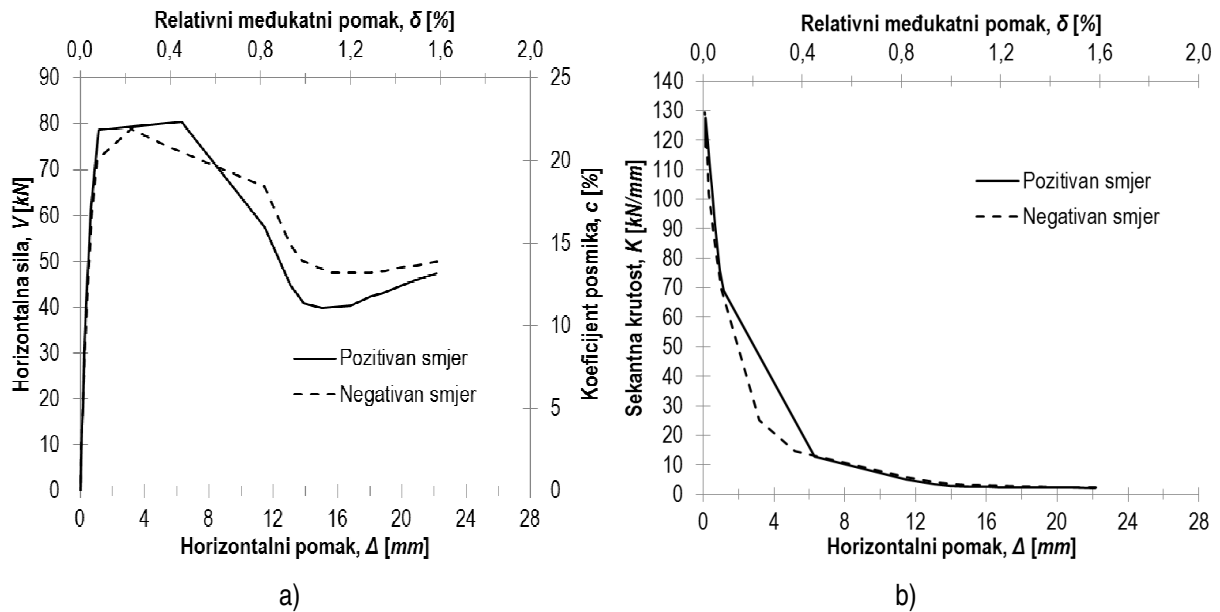 Relativni međukatni pomak, δ [%]
0,0 0,4 0,8 1,2 1,6 2,0
Horizontalna sila, V [kN]
90
80
70
60
50
40
30
20
10
0
25
20
15
10
5
0
Koeficijent posmika, c [%]
Pozitivan smjer
Negativan smjer
0 4 8 12 16 20 24 28
Horizontalni pomak, Δ [mm]
a)
Relativni međukatni pomak, δ [%]
0,0 0,4 0,8 1,2 1,6 2,0
Sekantna krutost, K [kN/mm]
140
130
120
110
100
90
80
70
60
50
40
30
20
10
0
Pozitivan smjer
Negativan smjer
0 4 8 12 16 20 24 28
Horizontalni pomak, Δ [mm]
b)